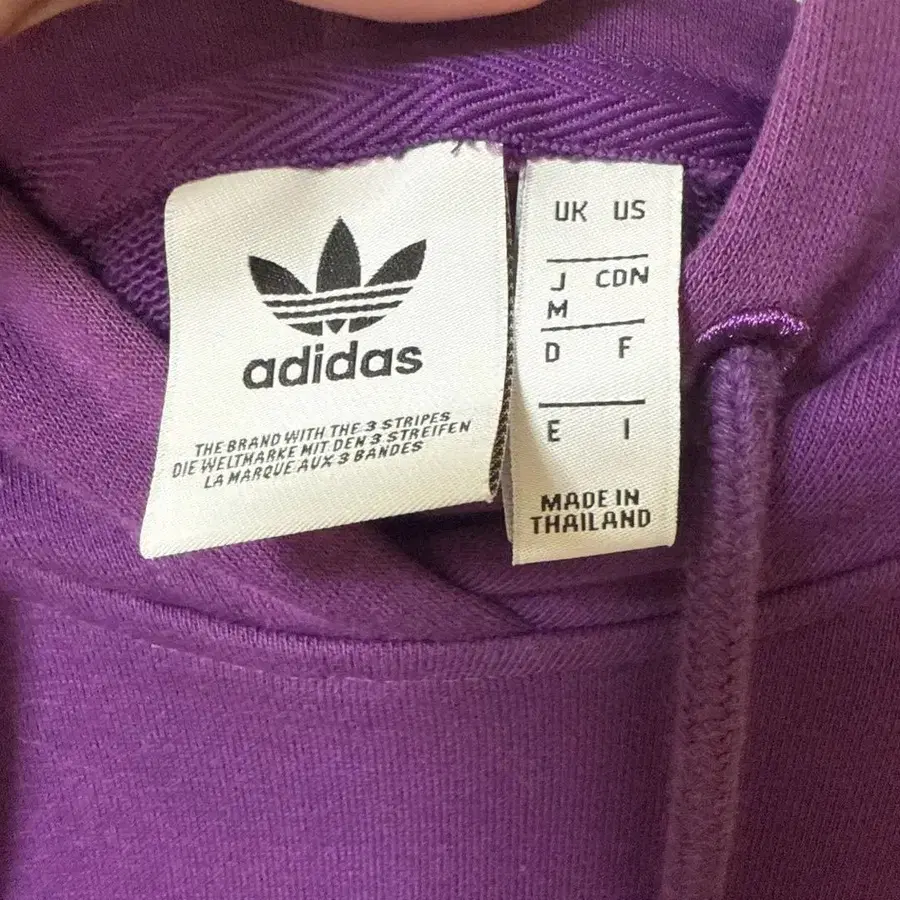 adidas
THE BRAND WITH THE 3 STRIPES
DIE WELTMARKE MIT DEN 3 STREIFEN
LA MARQUE AUX 3 BANDES
UK US
J CDN
M
D F
E I
MADE IN
THAILAND